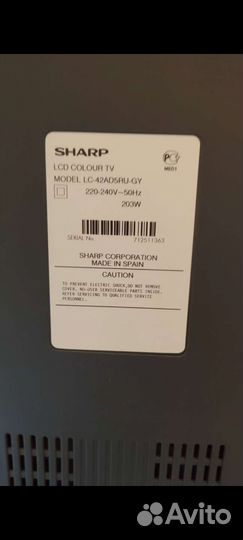 SHARP
LCD COLOUR TV
MODEL LC-42AD5RU-GY
220-240V~50Hz
203W
ME01
SERIAL No.
712511363
SHARP CORPORATION
MADE IN SPAIN
CAUTION
TO PREVENT ELECTRIC SHOCK,DO NOT REMOVE
COVER. NO-USER SERVICEABLE PARTS INSIDE.
REFER SERVICING TO QUALIFIED SERVICE
PERSONNEL.
Avito